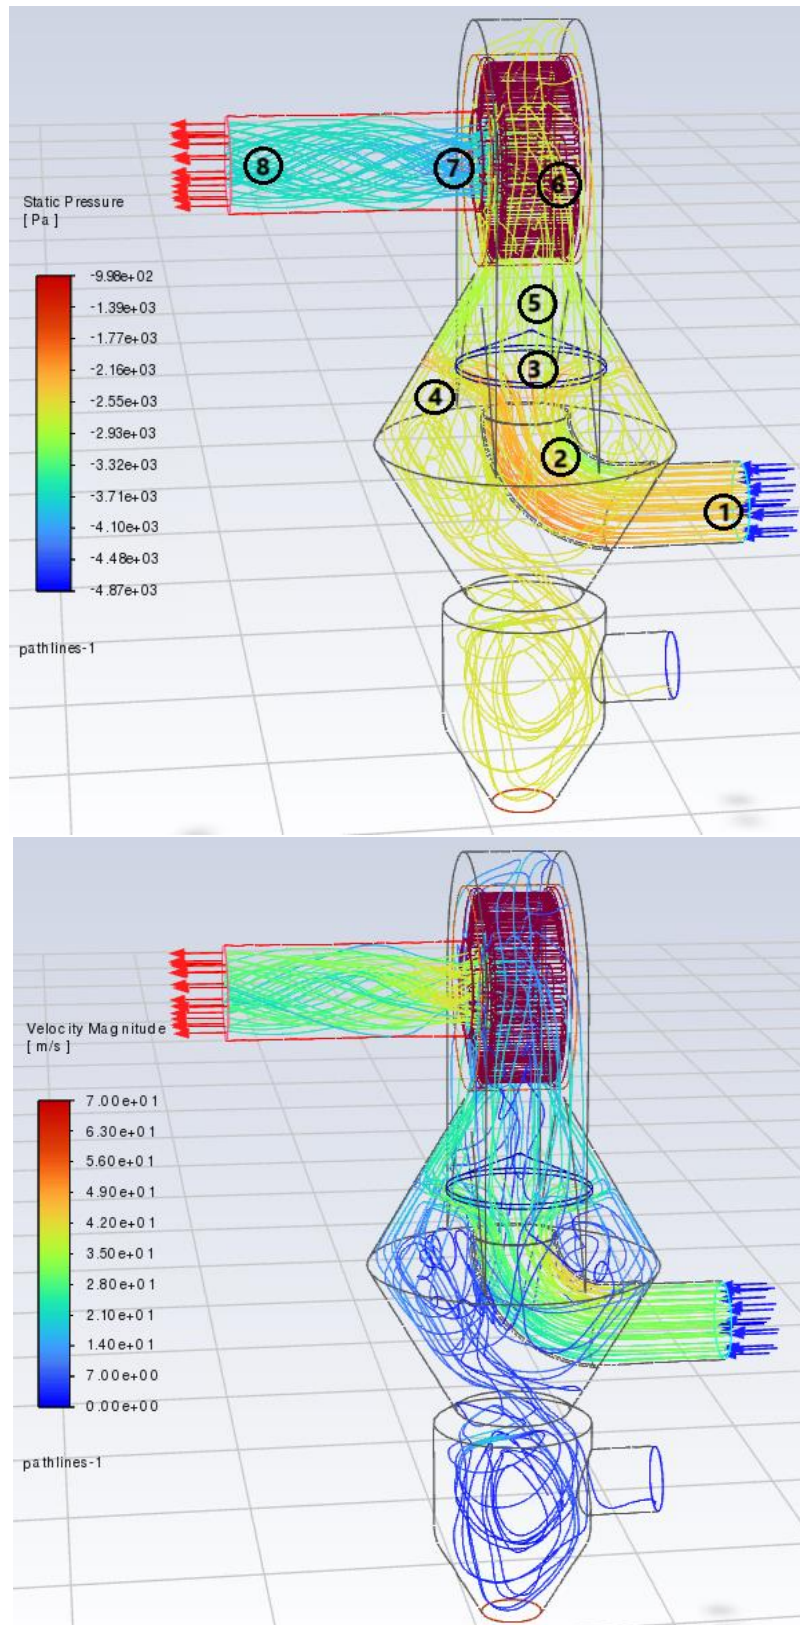 8
7
6
Static Pressure
[ Pa ]
-9.98e+02
-1.39e+03
-1.77e+03
-2.16e+03
-2.55e+03
-2.93e+03
-3.32e+03
-3.71e+03
-4.10e+03
-4.48e+03
-4.87e+03
5
3
4
2
1
pathlines-1
Velocity Magnitude
[ m/s ]
7.00e+01
6.30e+01
5.60e+01
4.90e+01
4.20e+01
3.50e+01
2.80e+01
2.10e+01
1.40e+01
7.00e+00
0.00e+00
pathlines-1